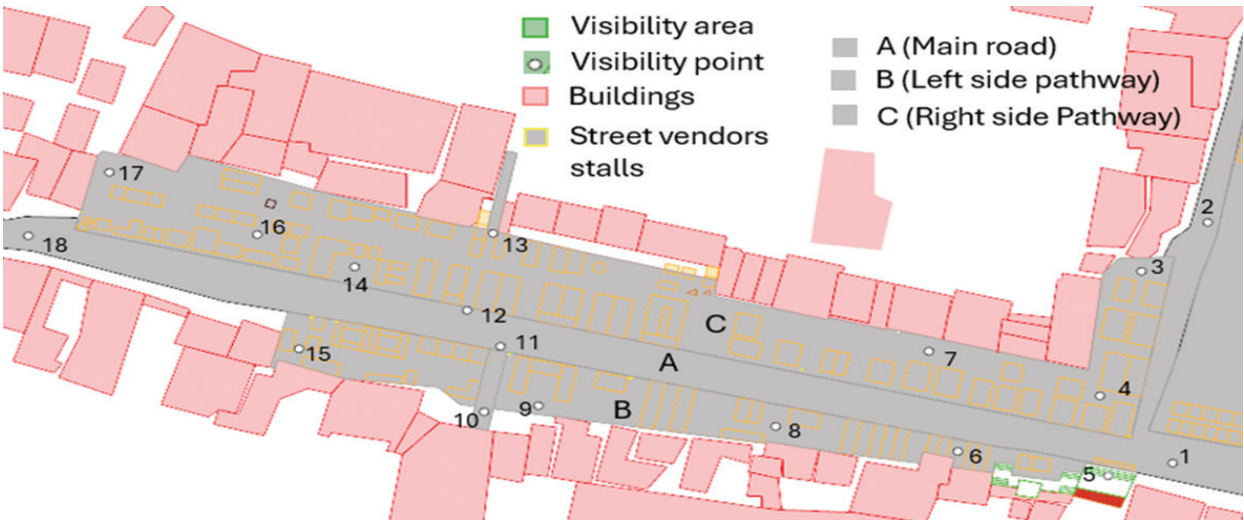 Visibility area
Visibility point
Buildings
Street vendors
stalls
A (Main road)
B (Left side pathway)
C (Right side Pathway)
17
18
16
13
14
12
11
15
10
9
C
A
B
8
7
6
5
4
3
2
1